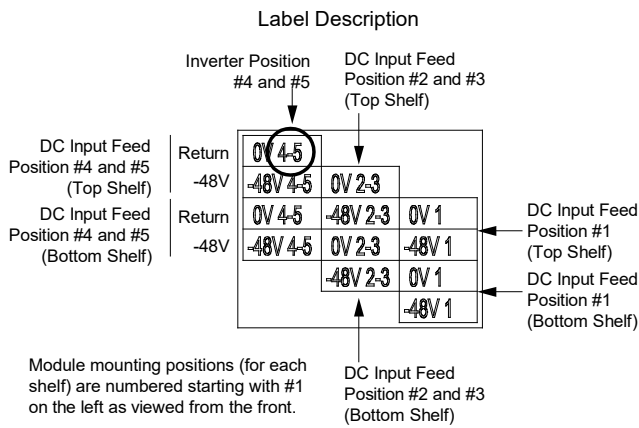 Label Description
Inverter Position
#4 and #5
DC Input Feed
Position #2 and #3
(Top Shelf)
DC Input Feed
Position #4 and #5
(Top Shelf)
Return
-48V
DC Input Feed
Position #4 and #5
(Bottom Shelf)
Return
-48V
0V 4-5
-48V 4-5 0V 2-3
0V 4-5 -48V 2-3 0V 1
-48V 4-5 0V 2-3 -48V 1
-48V 2-3 0V 1
-48V 1
DC Input Feed
Position #1
(Top Shelf)
DC Input Feed
Position #1
(Bottom Shelf)
Module mounting positions (for each
shelf) are numbered starting with #1
on the left as viewed from the front.
DC Input Feed
Position #2 and #3
(Bottom Shelf)